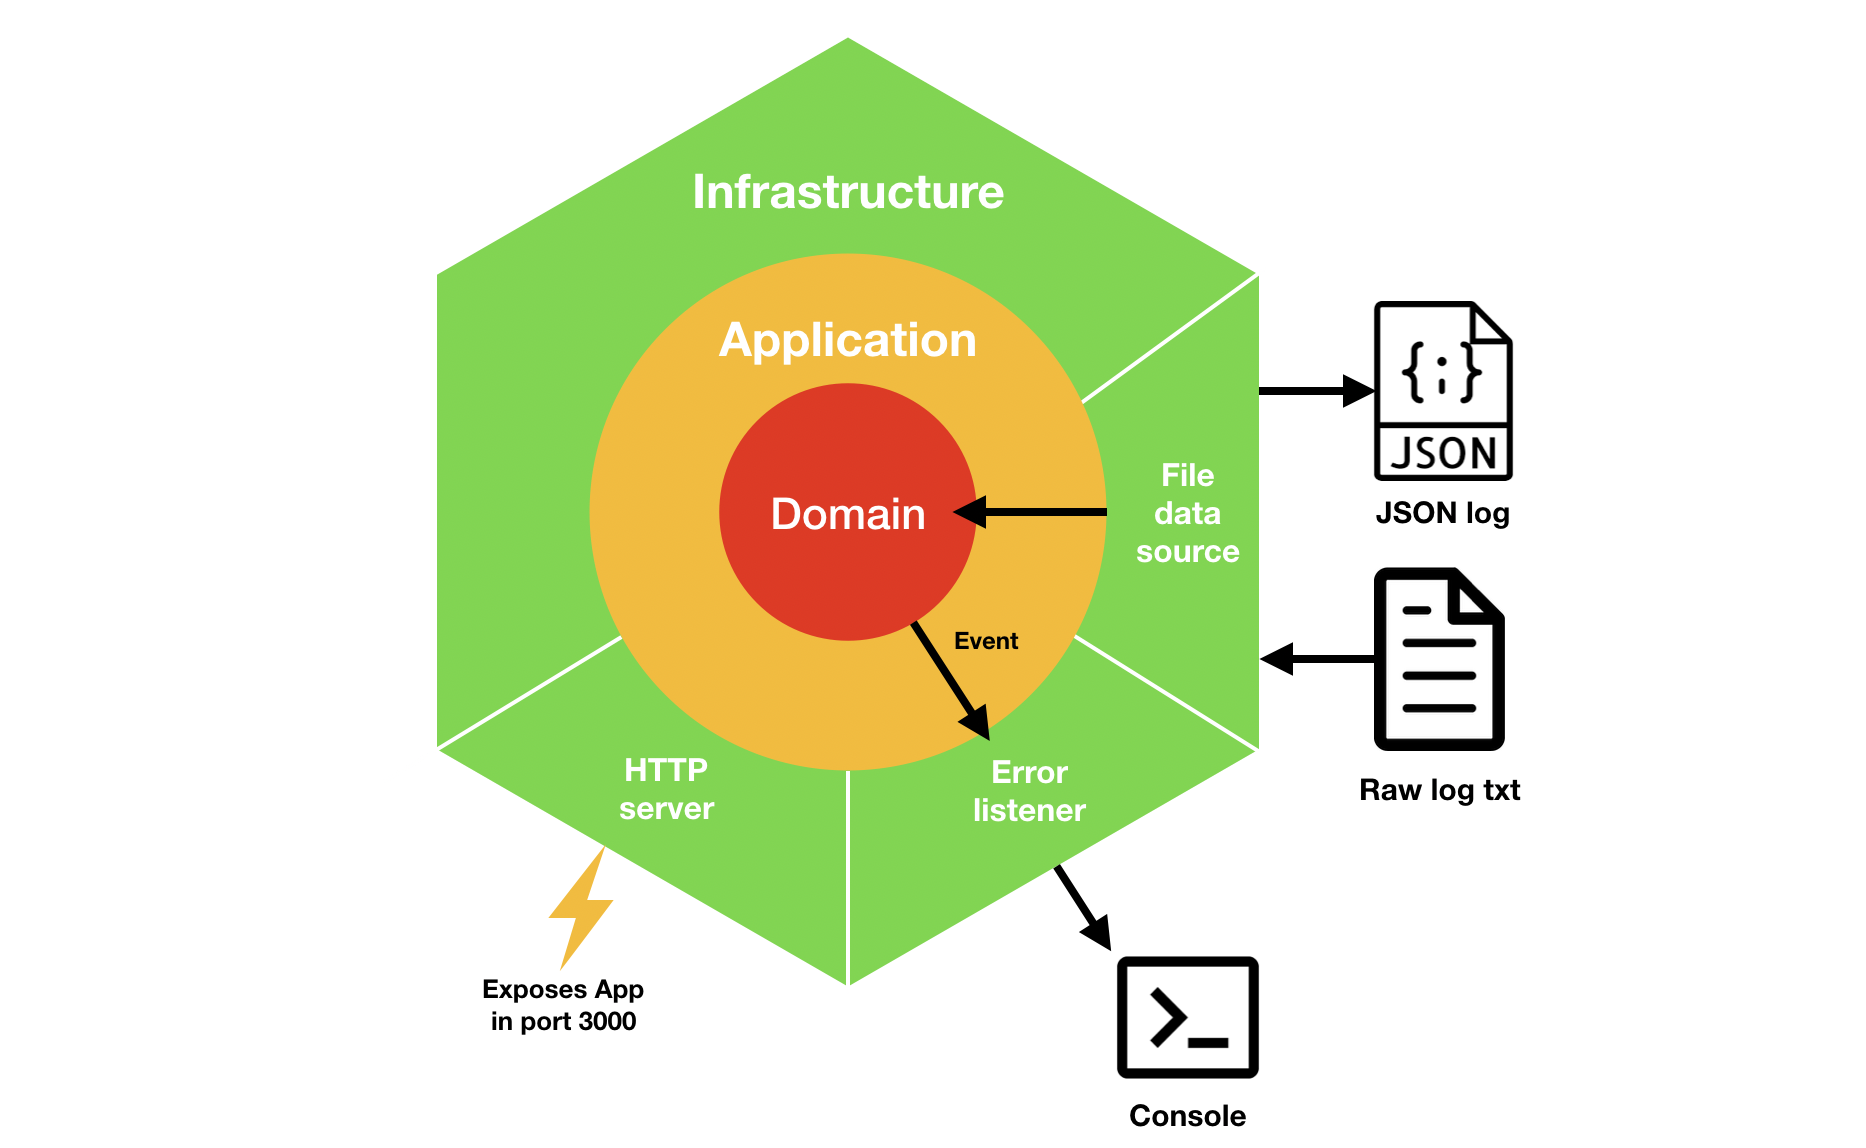 Infrastructure
Application
Domain
File
data
source
Event
HTTP
server
Error
listener
{;}
JSON
JSON log
Raw log txt
Exposes App
in port 3000
>_
Console